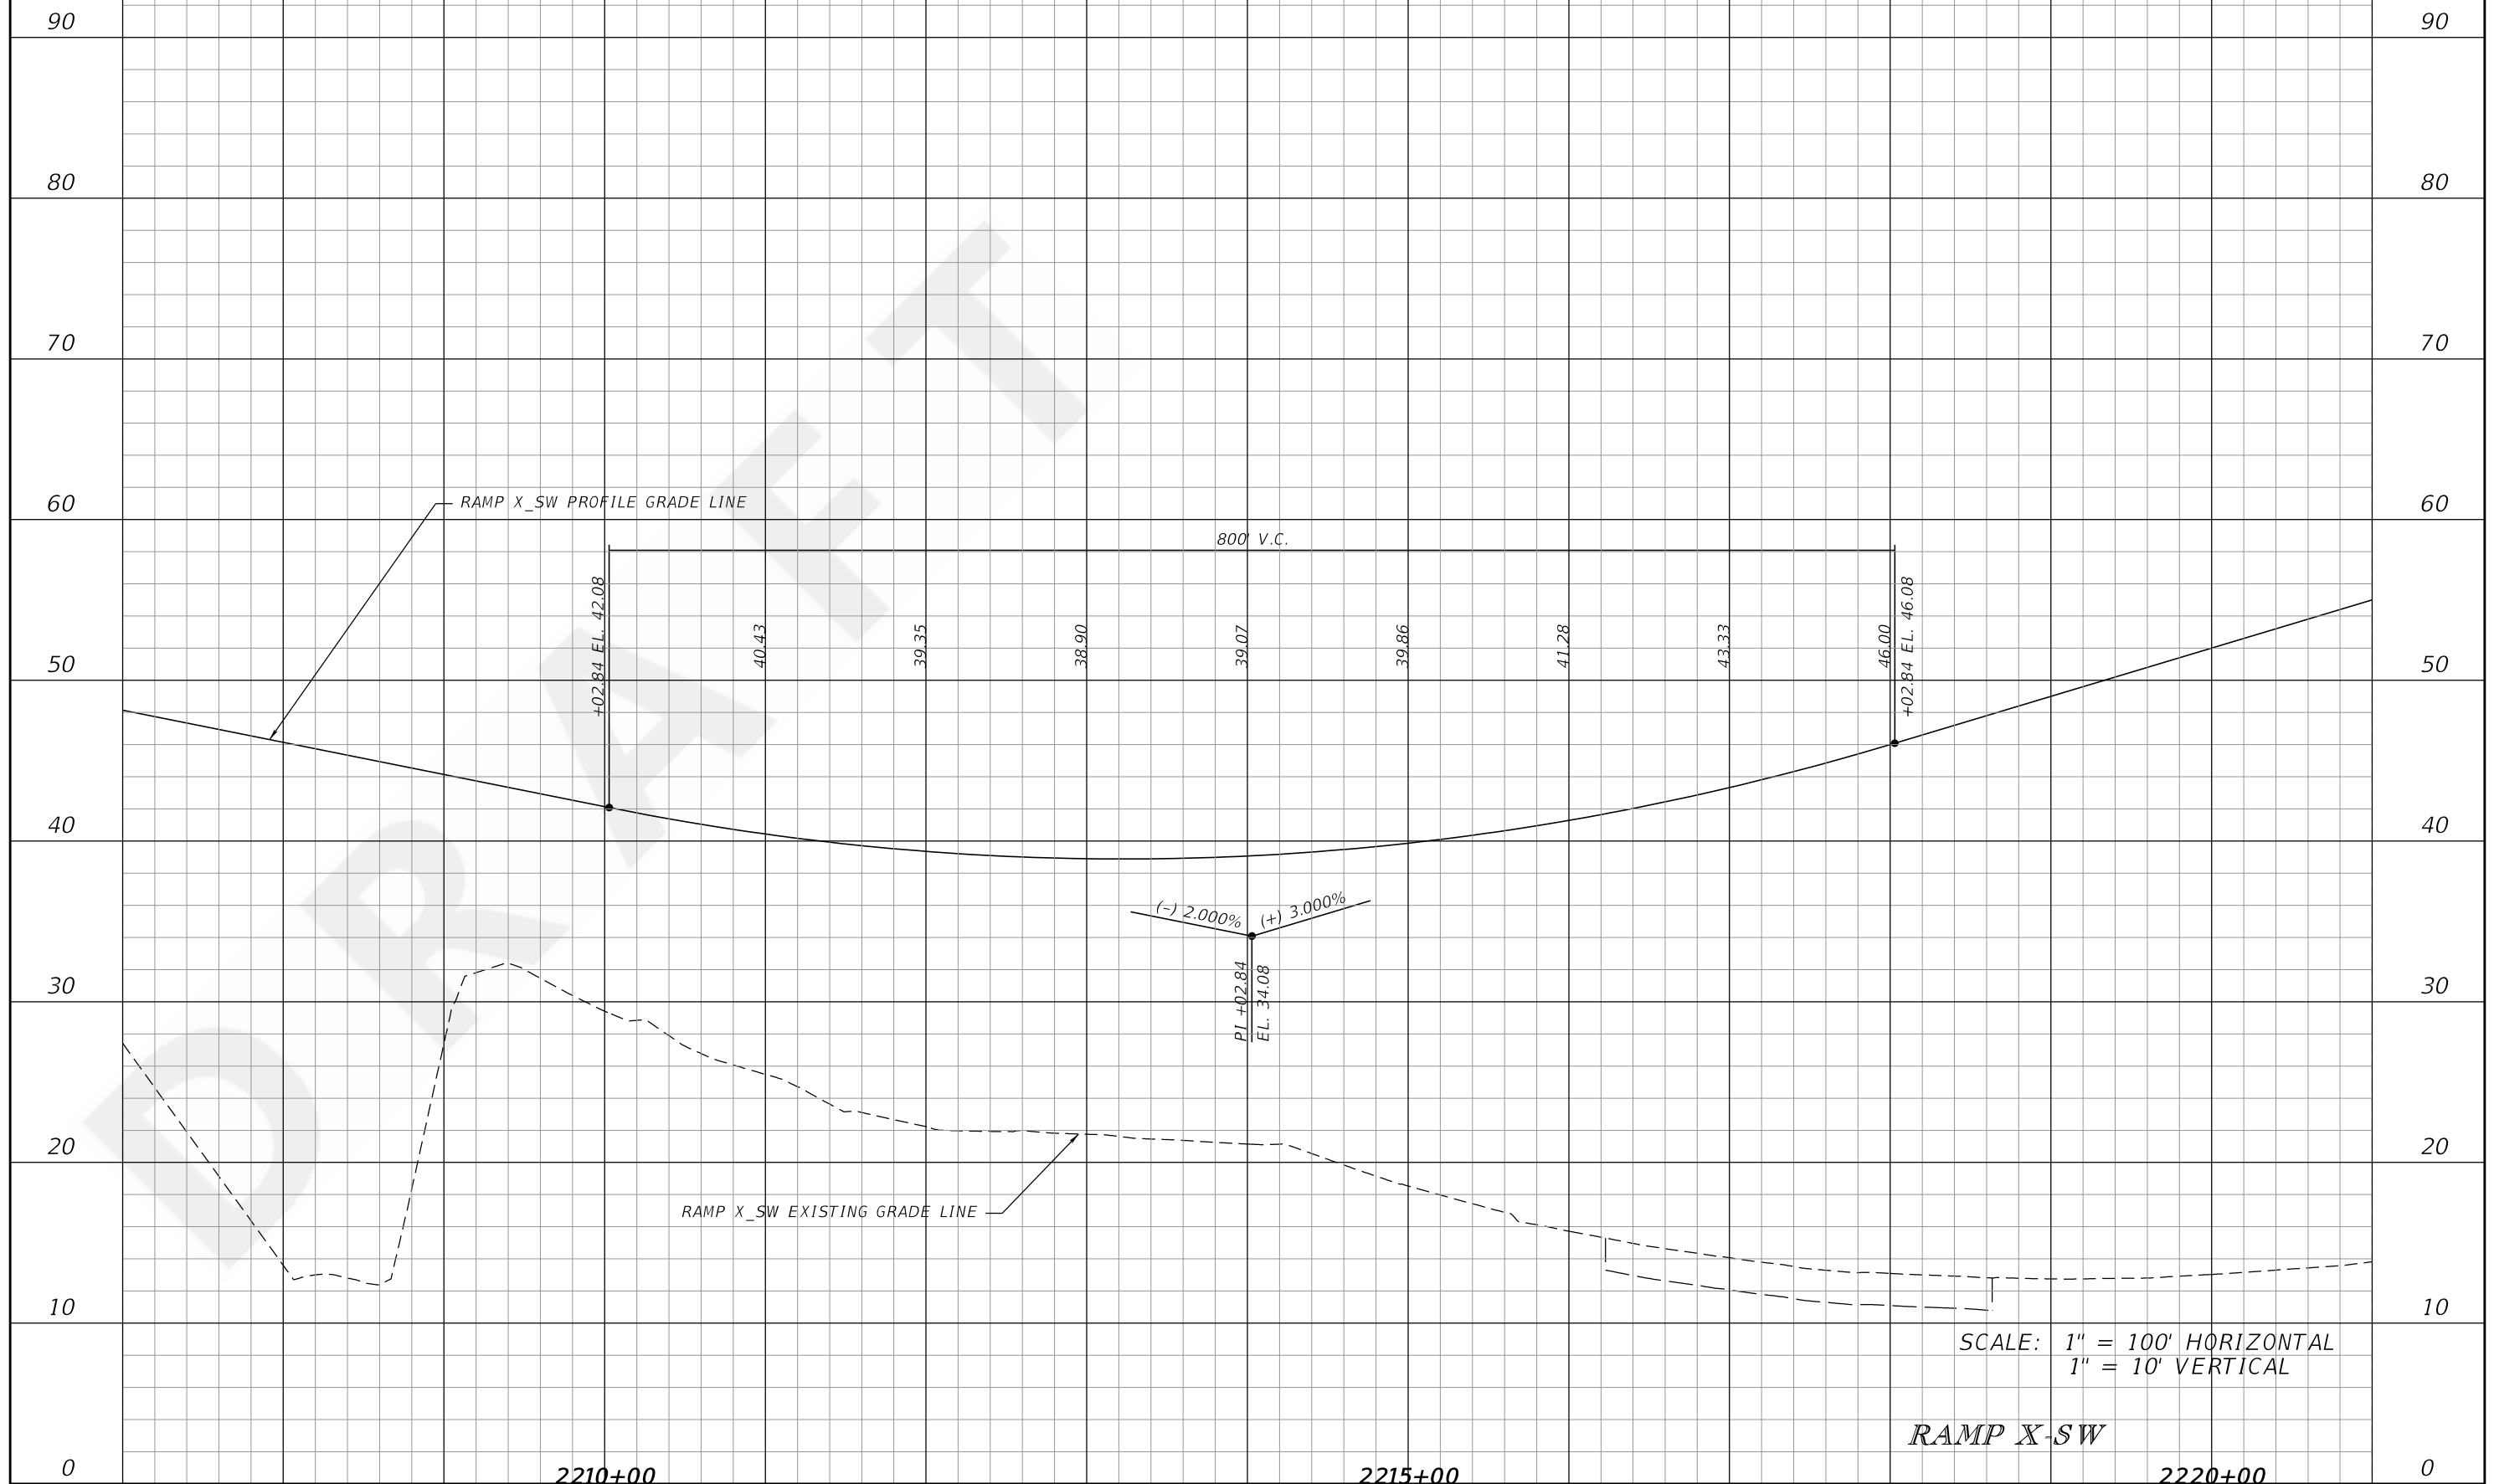 90 90
80 80
70 70
60 60
50 50
40 40
30 30
20 20
10 10
0 0
DRAFT
RAMP X_SW PROFILE GRADE LINE
800' V.C.
+02.84 EL. 42.08
40.43
39.35
38.90
39.07
39.86
41.28
43.33
46.00
+02.84 EL. 46.08
(-) 2.000%
(+) 3.000%
PI +02.84
EL. 34.08
RAMP X_SW EXISTING GRADE LINE
SCALE: 1" = 100' HORIZONTAL
1" = 10' VERTICAL
RAMP X-SW
2210+00 2215+00 2220+00